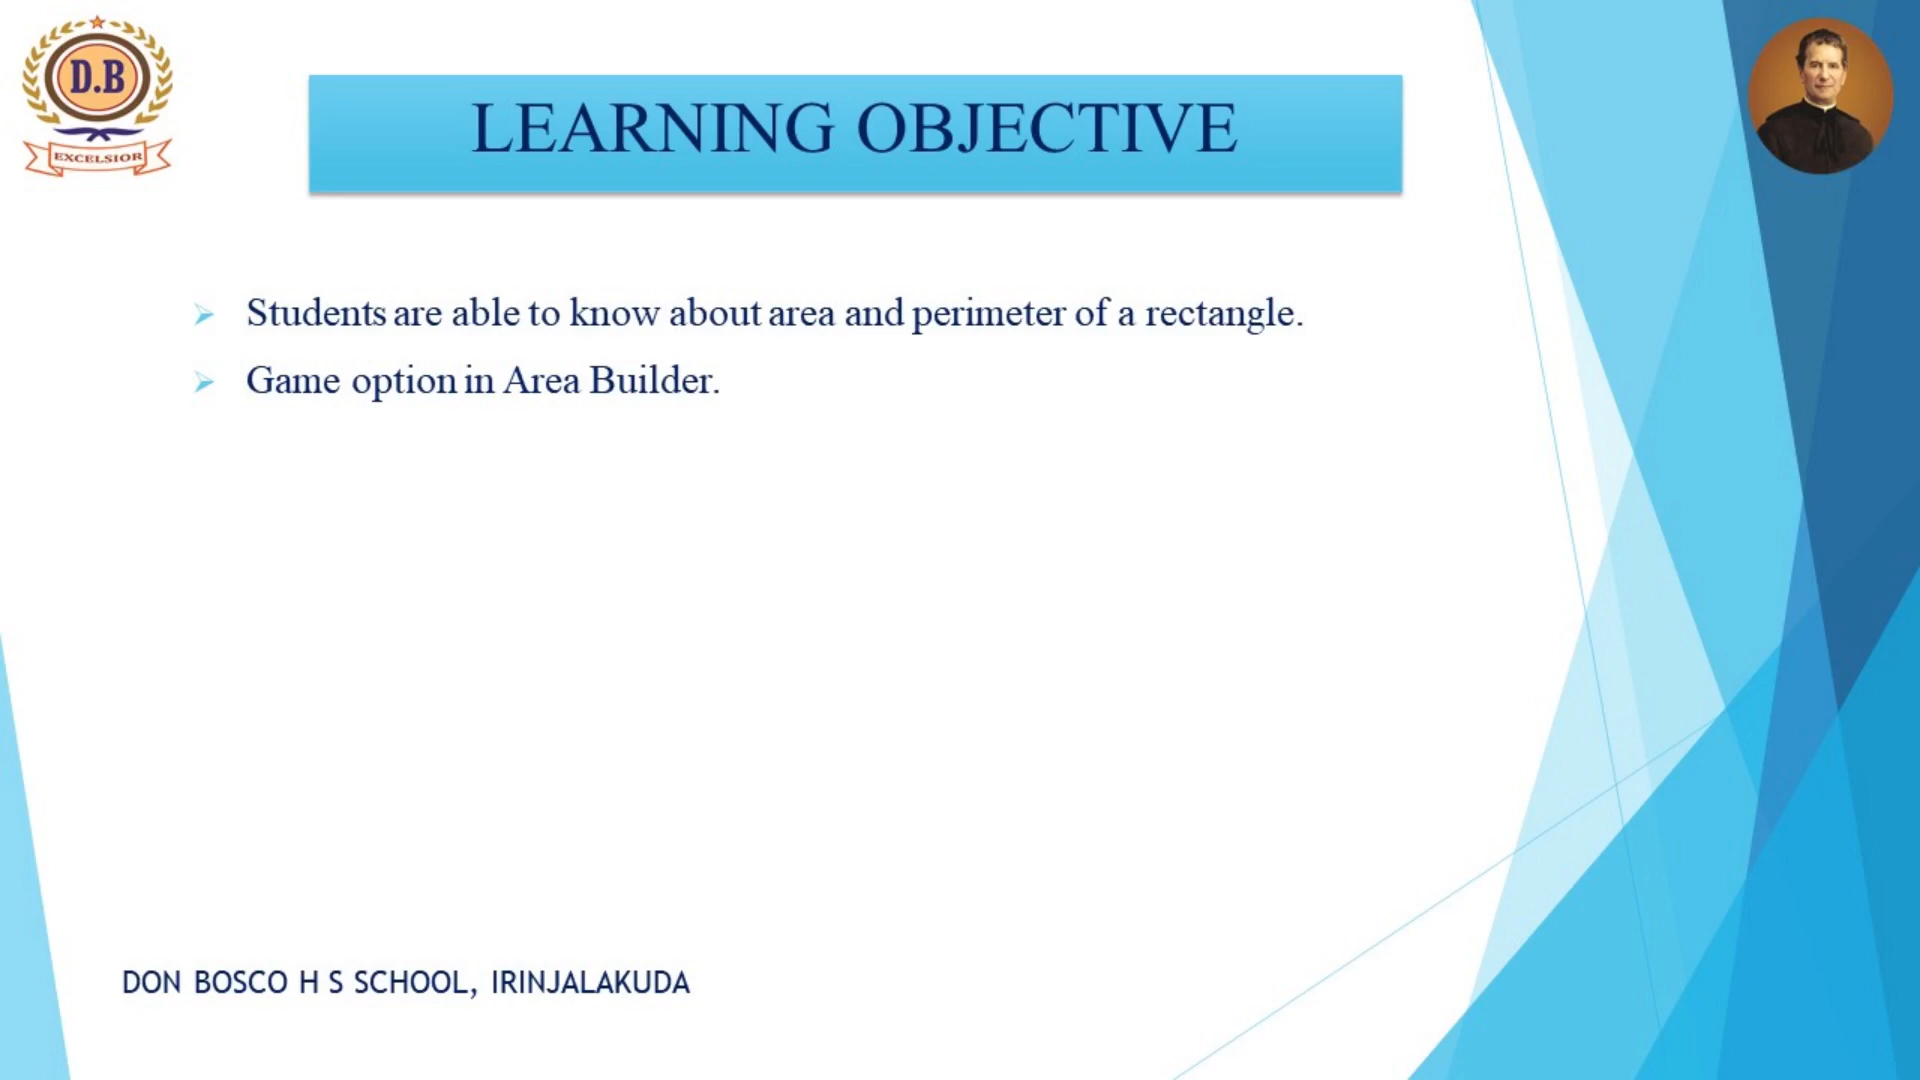 D.B
EXCELSIOR
LEARNING OBJECTIVE
Students are able to know about area and perimeter of a rectangle.
Game option in Area Builder.
DON BOSCO H S SCHOOL, IRINJALAKUDA